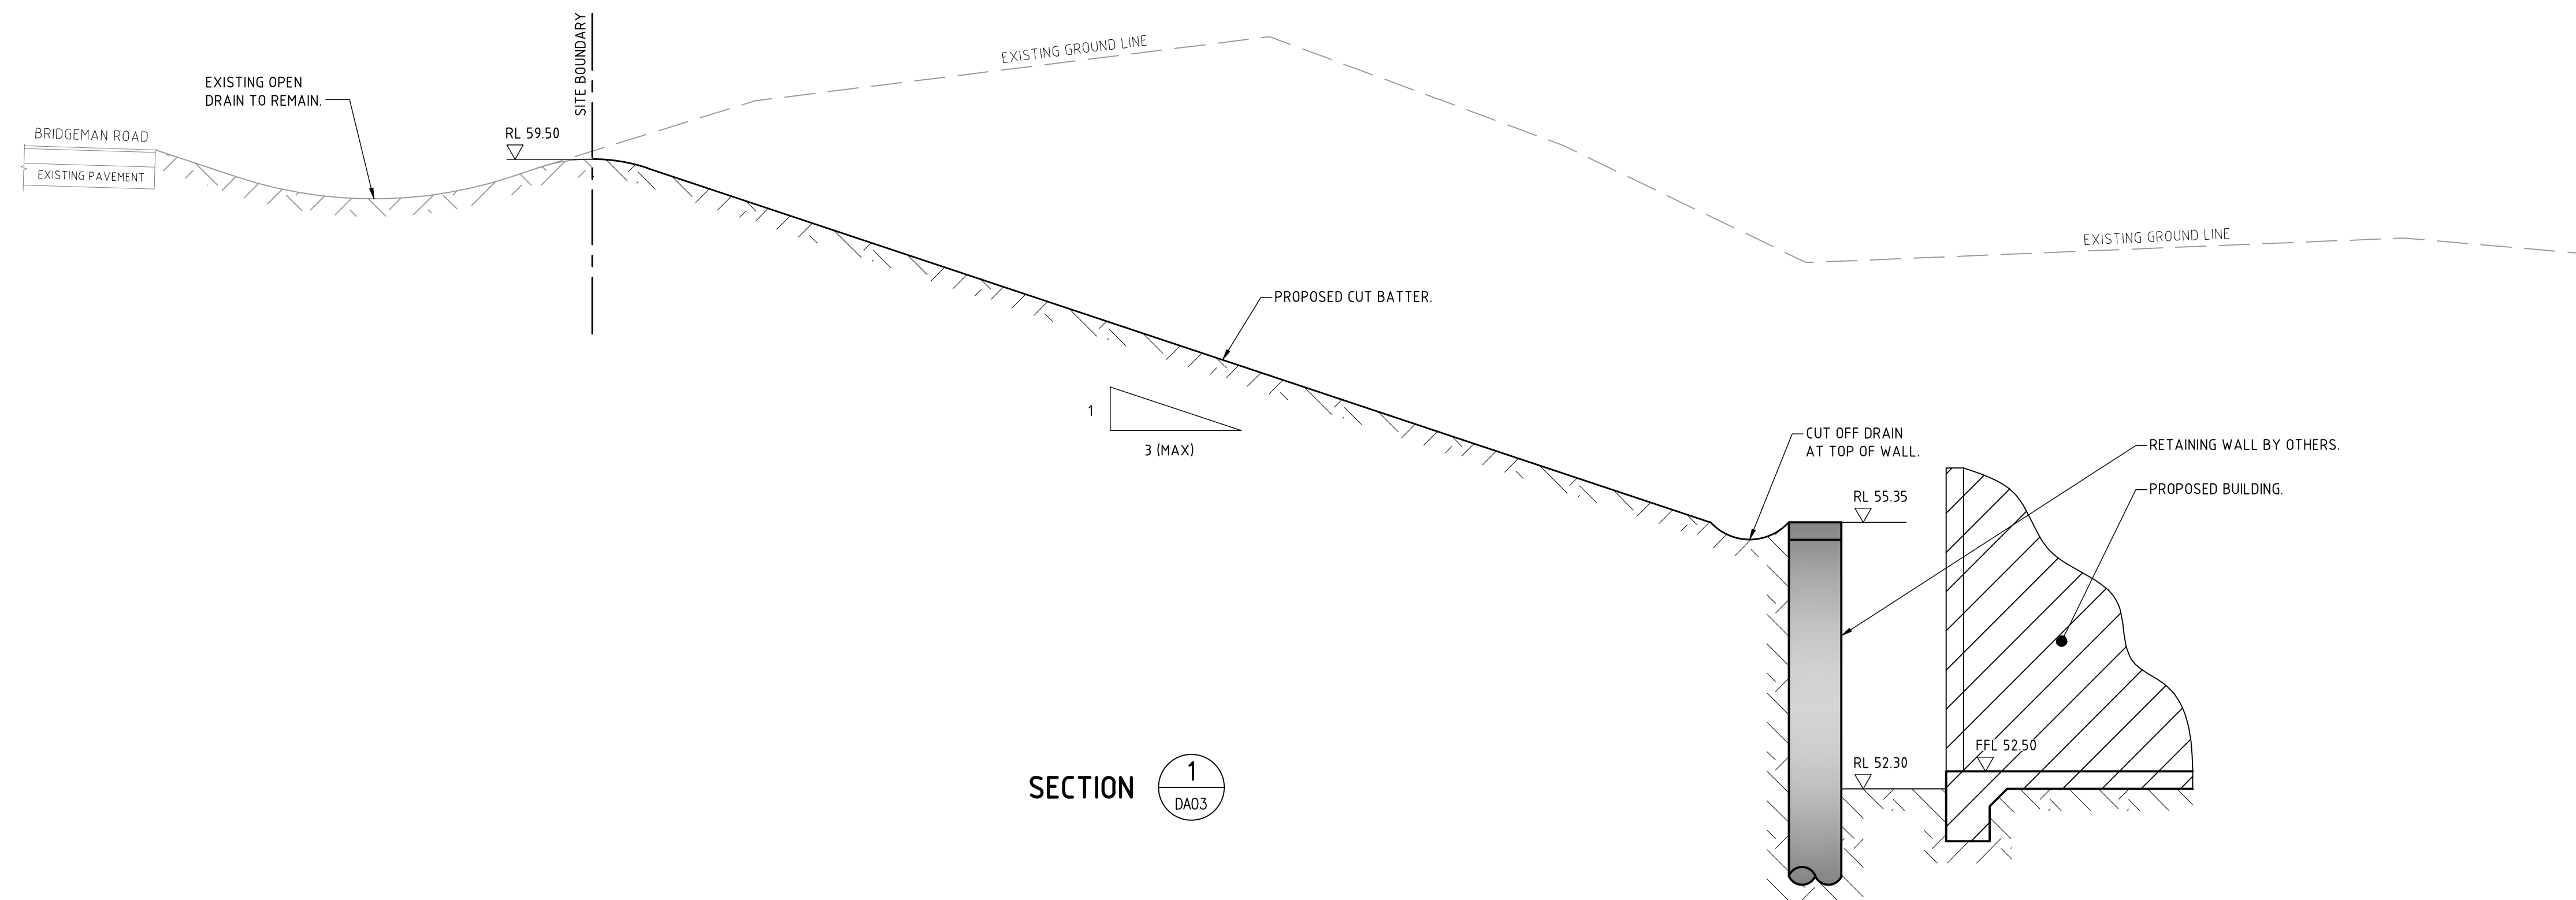 SITE BOUNDARY
EXISTING GROUND LINE
EXISTING OPEN
DRAIN TO REMAIN.
BRIDGEMAN ROAD
EXISTING PAVEMENT
RL 59.50
EXISTING GROUND LINE
PROPOSED CUT BATTER.
1
3 (MAX)
CUT OFF DRAIN
AT TOP OF WALL.
RETAINING WALL BY OTHERS.
PROPOSED BUILDING.
RL 55.35
FFL 52.50
RL 52.30
SECTION
1
DA03